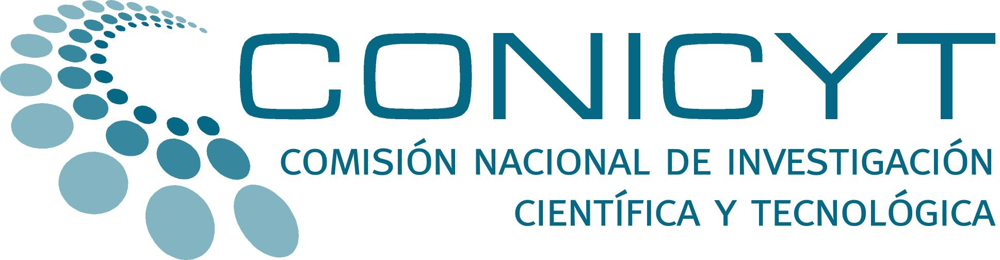 CONICYT
COMISIÓN NACIONAL DE INVESTIGACIÓN
CIENTÍFICA Y TECNOLÓGICA